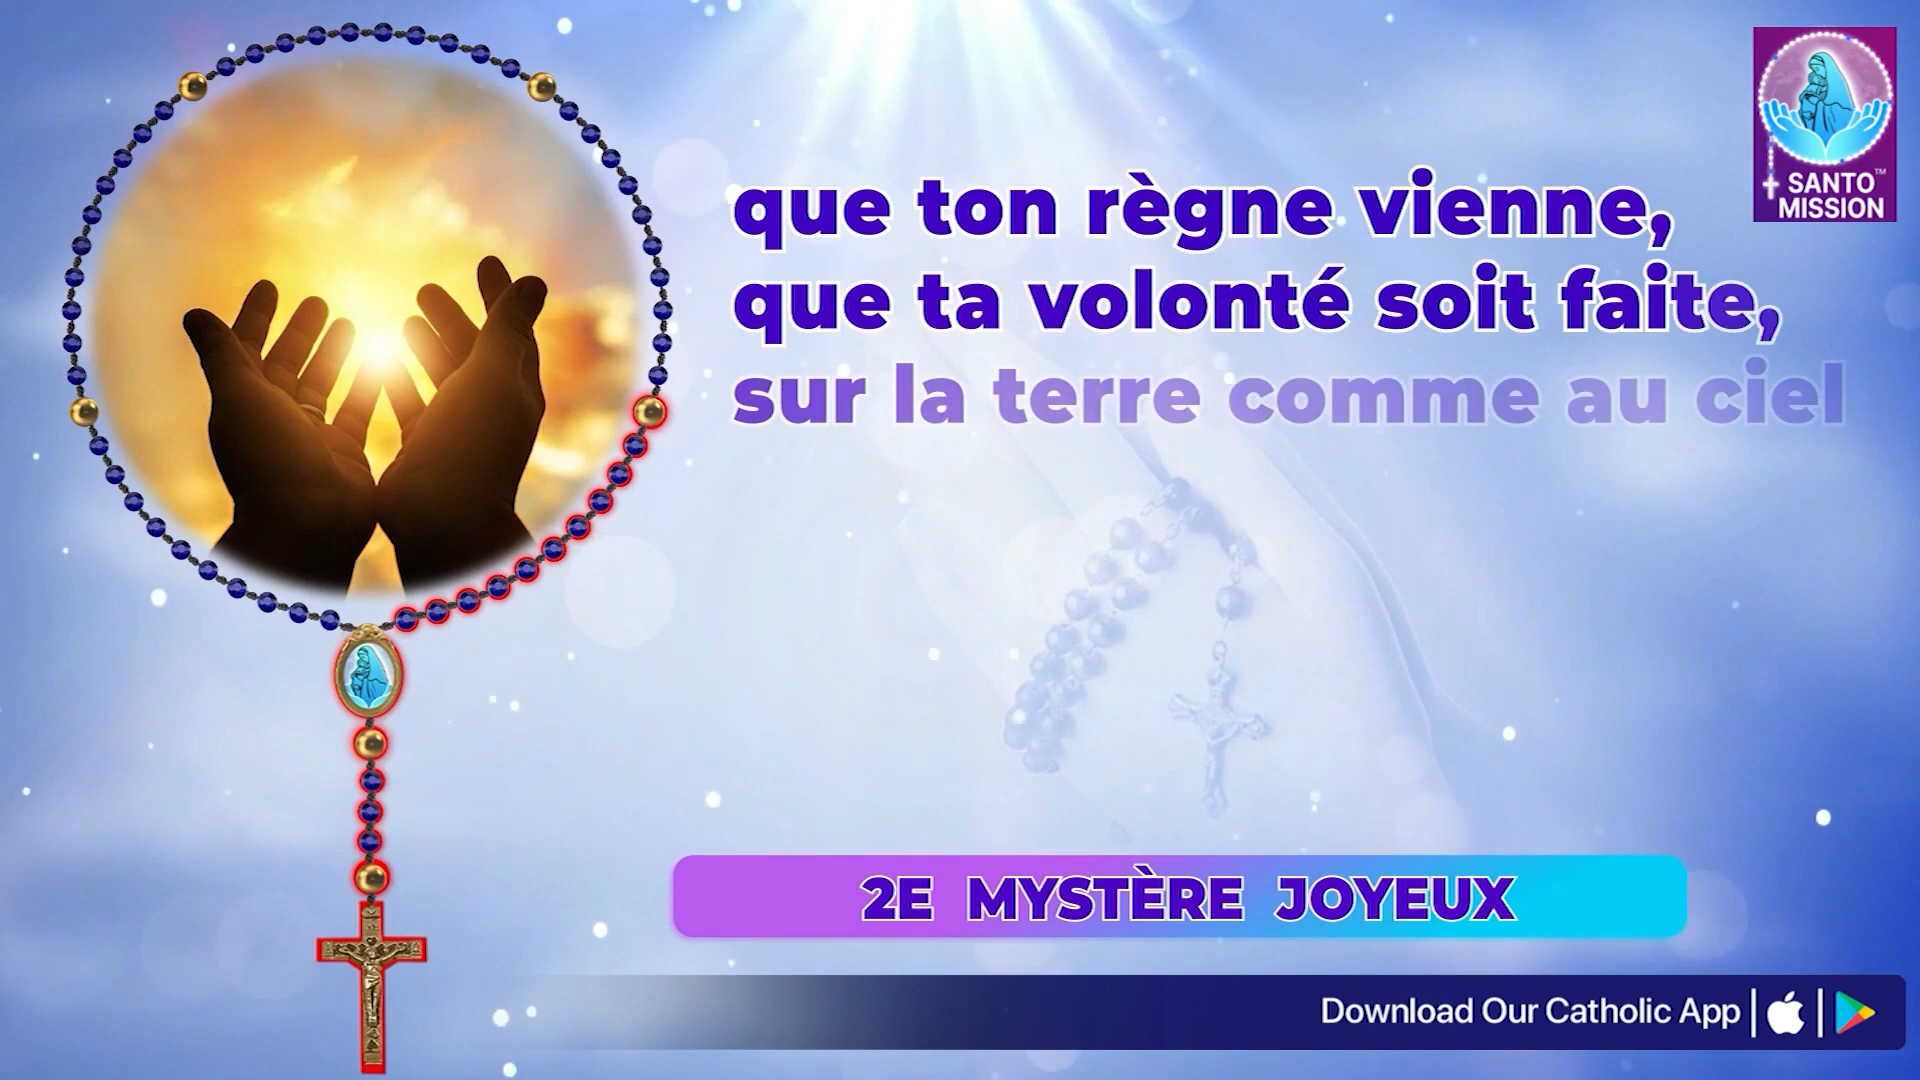 que ton règne vienne,
que ta volonté soit faite,
sur la terre comme au ciel
SANTO™
MISSION
2E MYSTÈRE JOYEUX
Download Our Catholic App